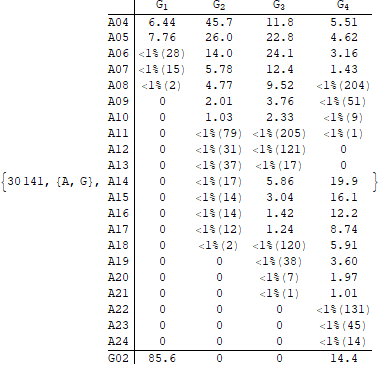 G₁ G₂ G₃ G₄
A04 6.44 45.7 11.8 5.51
A05 7.76 26.0 22.8 4.62
A06 <1%(28) 14.0 24.1 3.16
A07 <1%(15) 5.78 12.4 1.43
A08 <1%(2) 4.77 9.52 <1%(204)
A09 0 2.01 3.76 <1%(51)
A10 0 1.03 2.33 <1%(9)
A11 0 <1%(79) <1%(205) <1%(1)
A12 0 <1%(31) <1%(121) 0
A13 0 <1%(37) <1%(17) 0
{30141, {A, G}, A14 0 <1%(17) 5.86 19.9 }
A15 0 <1%(14) 3.04 16.1
A16 0 <1%(14) 1.42 12.2
A17 0 <1%(12) 1.24 8.74
A18 0 <1%(2) <1%(120) 5.91
A19 0 0 <1%(38) 3.60
A20 0 0 <1%(7) 1.97
A21 0 0 <1%(1) 1.01
A22 0 0 0 <1%(131)
A23 0 0 0 <1%(45)
A24 0 0 0 <1%(14)
G02 85.6 0 0 14.4